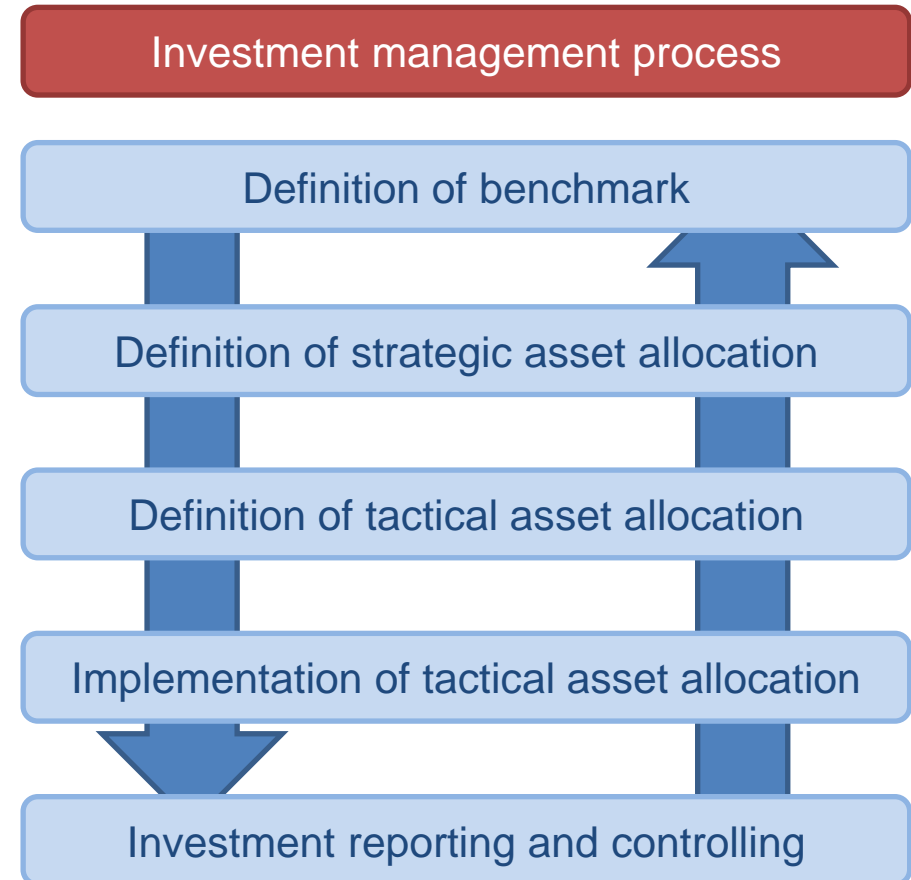 Investment management process
Definition of benchmark
Definition of strategic asset allocation
Definition of tactical asset allocation
Implementation of tactical asset allocation
Investment reporting and controlling